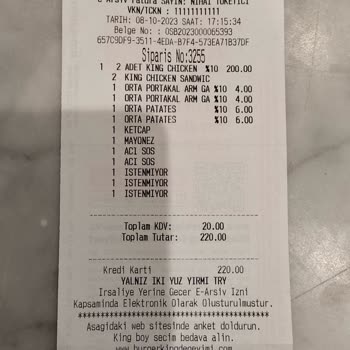 E-Arsiv Fatura SAYIN: NIHAI TUKETICI
VKN/TCKN : 11111111111
TARIH: 08-10-2023 SAAT: 17:15:34
Belge No: : OSB2023000065393
657C9DF9-3511-4EDA-B7F4-573EA71B37DF
Siparis No:3255
1 2 ADET KING CHICKEN %10 200.00
2 KING CHICKEN SANDWIC
1 ORTA PORTAKAL ARM GA %10 4.00
1 ORTA PORTAKAL ARM GA %10 4.00
1 ORTA PATATES %10 6.00
1 ORTA PATATES %10 6.00
1 KETCAP
1 MAYONEZ
1 ACI SOS
1 ACI SOS
1 ISTENMIYOR
1 ISTENMIYOR
1 ISTENMIYOR
Toplam KDV: 20.00
Toplam Tutar: 220.00
Kredi Karti 220.00
YALNIZ IKI YUZ YIRMI TRY
Irsaliye Yerine Gecer E-Arsiv Izni
Kapsaminda Elektronik Olarak Olusturulmustur.
*********************************************
Asagidaki web sitesinde anket doldurun.
King boy secim bedava alin.
www.burgerkingdeneyimi.com